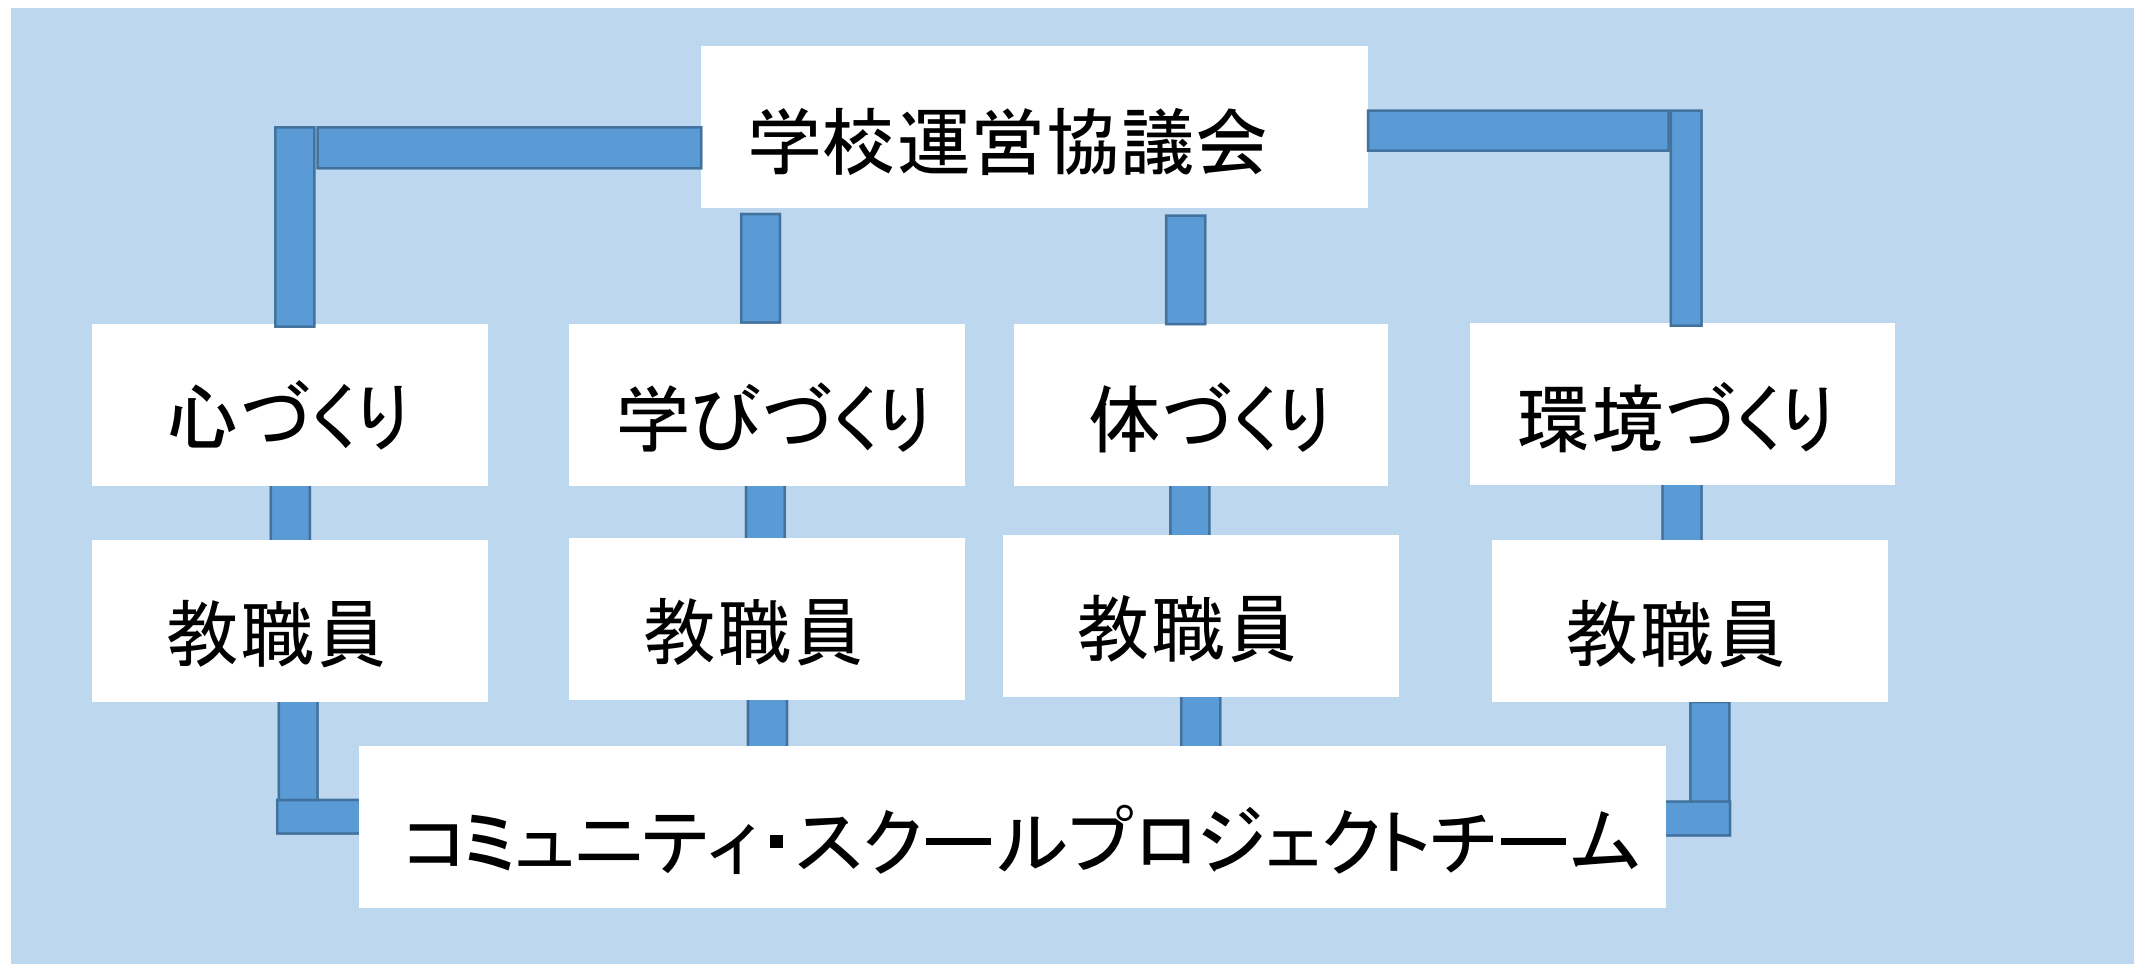 学校運営協議会
心づくり
学びづくり
体づくり
環境づくり
教職員
教職員
教職員
教職員
コミュニティ・スクールプロジェクトチーム